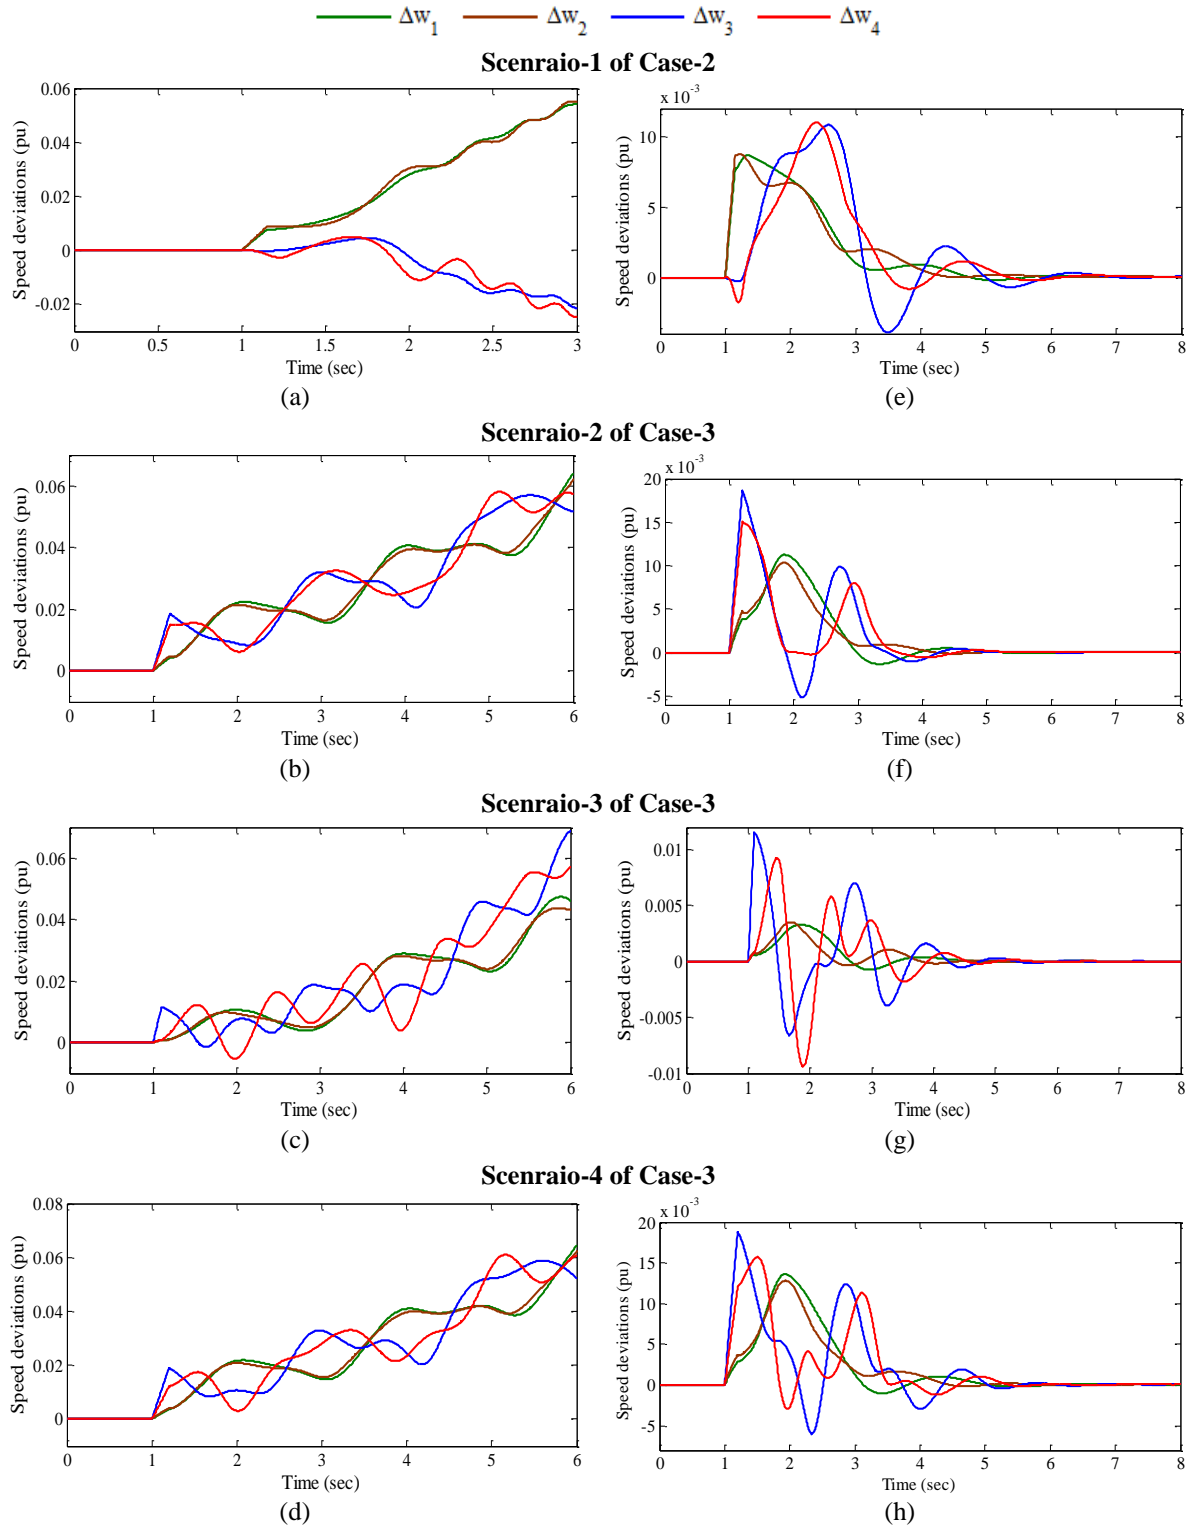 Δw1 Δw2 Δw3 Δw4
Scenraio-1 of Case-2
0.06
0.04
0.02
0
-0.02
Speed deviations (pu)
0 0.5 1 1.5 2 2.5 3
Time (sec)
(a)
x 10^-3
10
5
0
Speed deviations (pu)
0 1 2 3 4 5 6 7 8
Time (sec)
(e)
Scenraio-2 of Case-3
0.06
0.04
0.02
0
Speed deviations (pu)
0 1 2 3 4 5 6
Time (sec)
(b)
x 10^-3
20
15
10
5
0
-5
Speed deviations (pu)
0 1 2 3 4 5 6 7 8
Time (sec)
(f)
Scenraio-3 of Case-3
0.06
0.04
0.02
0
Speed deviations (pu)
0 1 2 3 4 5 6
Time (sec)
(c)
0.01
0.005
0
-0.005
-0.01
Speed deviations (pu)
0 1 2 3 4 5 6 7 8
Time (sec)
(g)
Scenraio-4 of Case-3
0.08
0.06
0.04
0.02
0
Speed deviations (pu)
0 1 2 3 4 5 6
Time (sec)
(d)
x 10^-3
20
15
10
5
0
-5
Speed deviations (pu)
0 1 2 3 4 5 6 7 8
Time (sec)
(h)